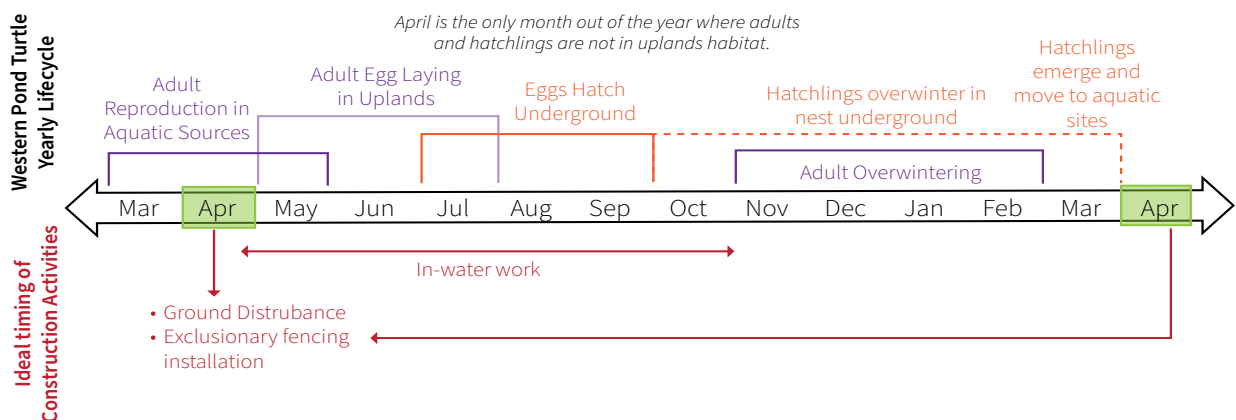 Western Pond Turtle
Yearly Lifecycle
April is the only month out of the year where adults
and hatchlings are not in uplands habitat.
Adult
Reproduction in
Aquatic Sources
Adult Egg Laying
in Uplands
Eggs Hatch
Underground
Hatchlings overwinter in
nest underground
Hatchlings
emerge and
move to aquatic
sites
Adult Overwintering
Mar Apr May Jun Jul Aug Sep Oct Nov Dec Jan Feb Mar Apr
Ideal timing of
Construction Activities
In-water work
• Ground Distrubance
• Exclusionary fencing
installation